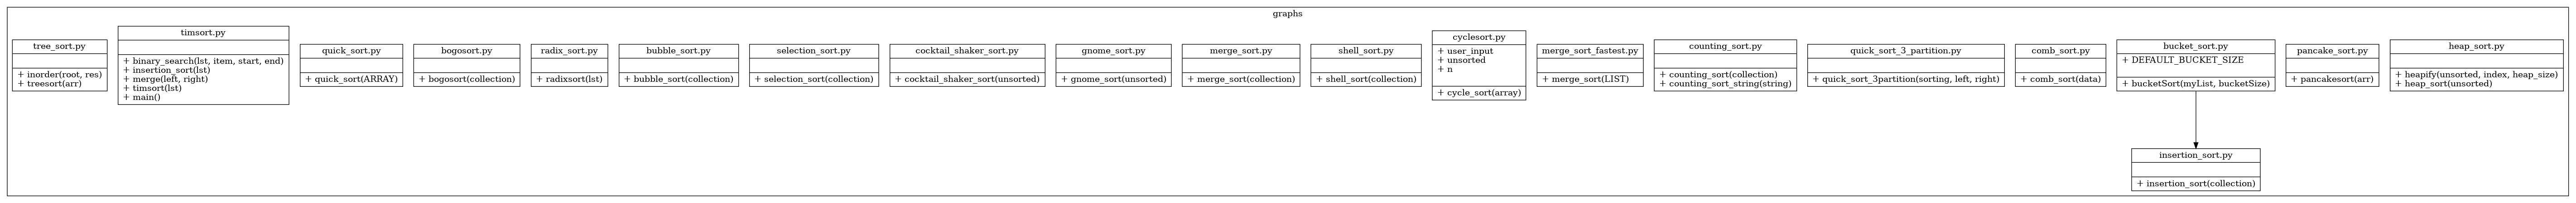 graphs
tree_sort.py
+ inorder(root, res)
+ treesort(arr)
timsort.py
+ binary_search(lst, item, start, end)
+ insertion_sort(lst)
+ merge(left, right)
+ timsort(lst)
+ main()
quick_sort.py
+ quick_sort(ARRAY)
bogosort.py
+ bogosort(collection)
radix_sort.py
+ radixsort(lst)
bubble_sort.py
+ bubble_sort(collection)
selection_sort.py
+ selection_sort(collection)
cocktail_shaker_sort.py
+ cocktail_shaker_sort(unsorted)
gnome_sort.py
+ gnome_sort(unsorted)
merge_sort.py
+ merge_sort(collection)
shell_sort.py
+ shell_sort(collection)
cyclesort.py
+ user_input
+ unsorted
+ n
+ cycle_sort(array)
merge_sort_fastest.py
+ merge_sort(LIST)
counting_sort.py
+ counting_sort(collection)
+ counting_sort_string(string)
quick_sort_3_partition.py
+ quick_sort_3partition(sorting, left, right)
comb_sort.py
+ comb_sort(data)
bucket_sort.py
+ DEFAULT_BUCKET_SIZE
+ bucketSort(myList, bucketSize)
pancake_sort.py
+ pancakesort(arr)
heap_sort.py
+ heapify(unsorted, index, heap_size)
+ heap_sort(unsorted)
insertion_sort.py
+ insertion_sort(collection)